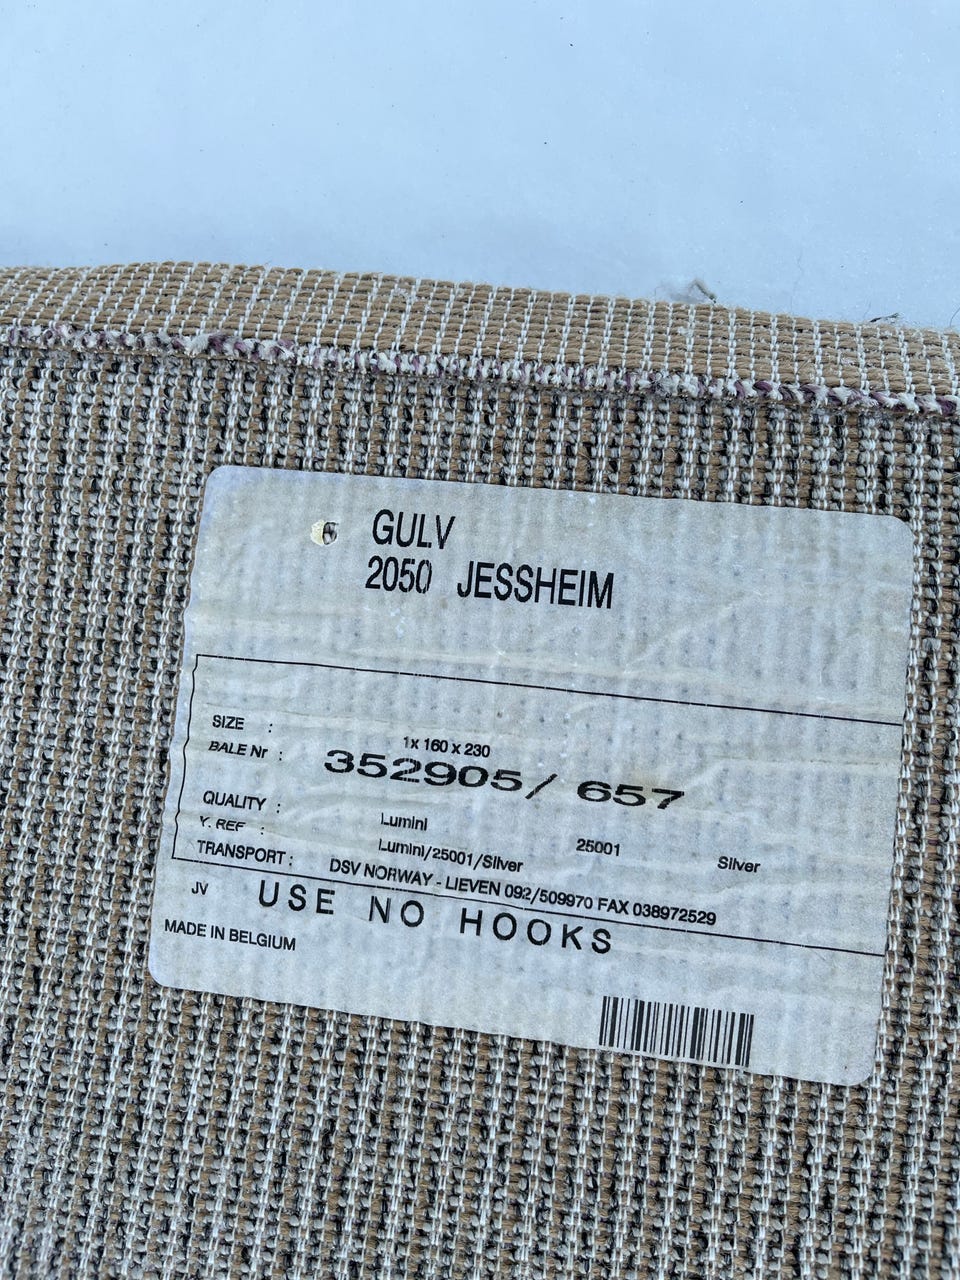 GULV
2050 JESSHEIM
SIZE : 1x 160 x 230
BALE Nr : 352905/ 657
QUALITY : Lumini 25001 Silver
Y. REF : Lumini/25001/Silver
TRANSPORT : DSV NORWAY - LIEVEN 092/509970 FAX 038972529
JV USE NO HOOKS
MADE IN BELGIUM